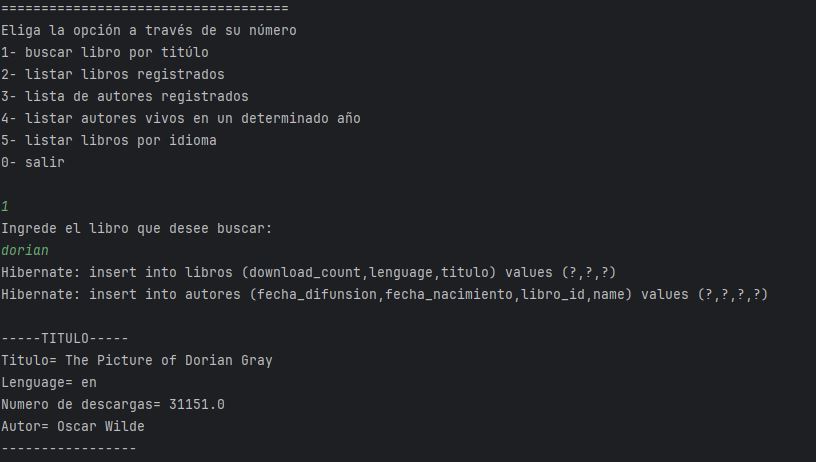 ====================================
Eliga la opción a través de su número
1- buscar libro por titúlo
2- listar libros registrados
3- lista de autores registrados
4- listar autores vivos en un determinado año
5- listar libros por idioma
0- salir
1
Ingrede el libro que desee buscar:
dorian
Hibernate: insert into libros (download_count,lenguage,titulo) values (?,?,?)
Hibernate: insert into autores (fecha_difunsion,fecha_nacimiento,libro_id,name) values (?,?,?,?)
-----TITULO-----
Titulo= The Picture of Dorian Gray
Lenguage= en
Numero de descargas= 31151.0
Autor= Oscar Wilde
-----------------